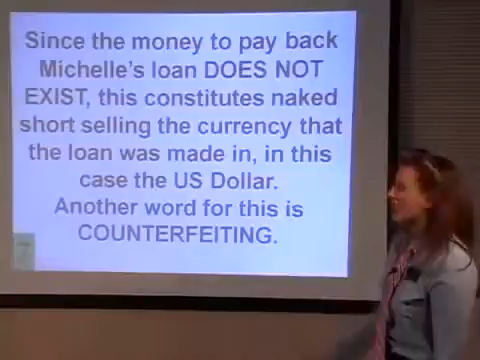 Since the money to pay back
Michelle's loan DOES NOT
EXIST, this constitutes naked
short selling the currency that
the loan was made in, in this
case the US Dollar.
Another word for this is
COUNTERFEITING.